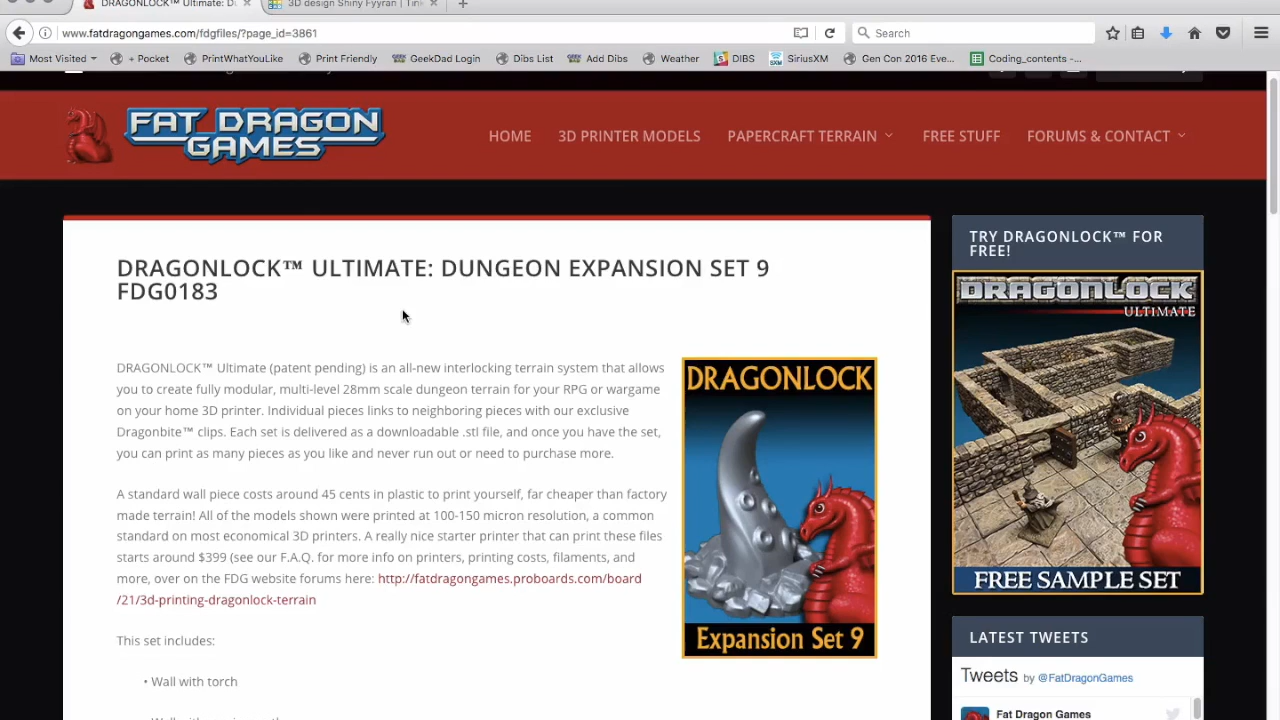 DRAGONLOCK™ Ultimate: Du
3D design Shiny Fyyran | Tink
www.fatdragongames.com/fdgfiles/?page_id=3861
Search
Most Visited
+ Pocket
PrintWhatYouLike
Print Friendly
GeekDad Login
Dibs List
Add Dibs
Weather
DIBS
SiriusXM
Gen Con 2016 Eve...
Coding_contents -...
FAT DRAGON
GAMES
HOME
3D PRINTER MODELS
PAPERCRAFT TERRAIN
FREE STUFF
FORUMS & CONTACT
DRAGONLOCK™ ULTIMATE: DUNGEON EXPANSION SET 9
FDG0183
DRAGONLOCK™ Ultimate (patent pending) is an all-new interlocking terrain system that allows
you to create fully modular, multi-level 28mm scale dungeon terrain for your RPG or wargame
on your home 3D printer. Individual pieces links to neighboring pieces with our exclusive
Dragonbite™ clips. Each set is delivered as a downloadable .stl file, and once you have the set,
you can print as many pieces as you like and never run out or need to purchase more.
A standard wall piece costs around 45 cents in plastic to print yourself, far cheaper than factory
made terrain! All of the models shown were printed at 100-150 micron resolution, a common
standard on most economical 3D printers. A really nice starter printer that can print these files
starts around $399 (see our F.A.Q. for more info on printers, printing costs, filaments, and
more, over on the FDG website forums here: http://fatdragongames.proboards.com/board
/21/3d-printing-dragonlock-terrain
This set includes:
• Wall with torch
DRAGONLOCK
Expansion Set 9
TRY DRAGONLOCK™ FOR
FREE!
DRAGONLOCK
ULTIMATE
FREE SAMPLE SET
LATEST TWEETS
Tweets by @FatDragonGames
Fat Dragon Games